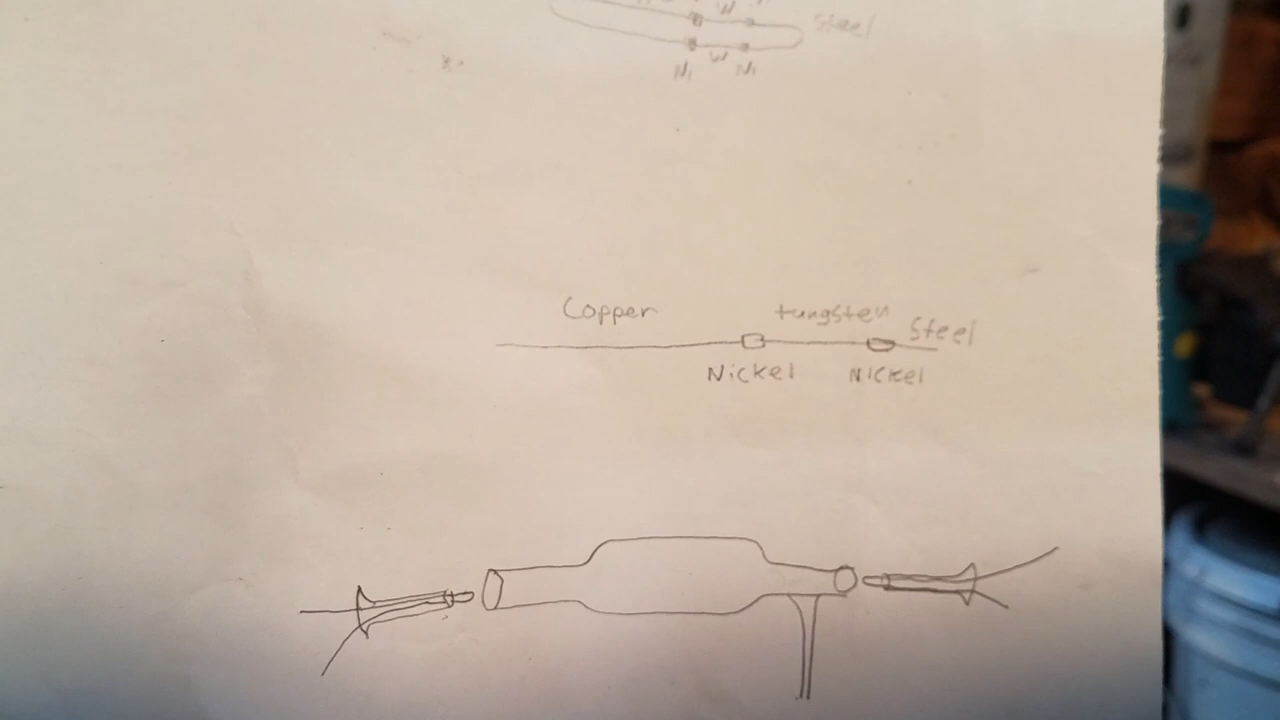 W
Steel
W
Ni Ni
Copper tungsten
Steel
Nickel Nickel